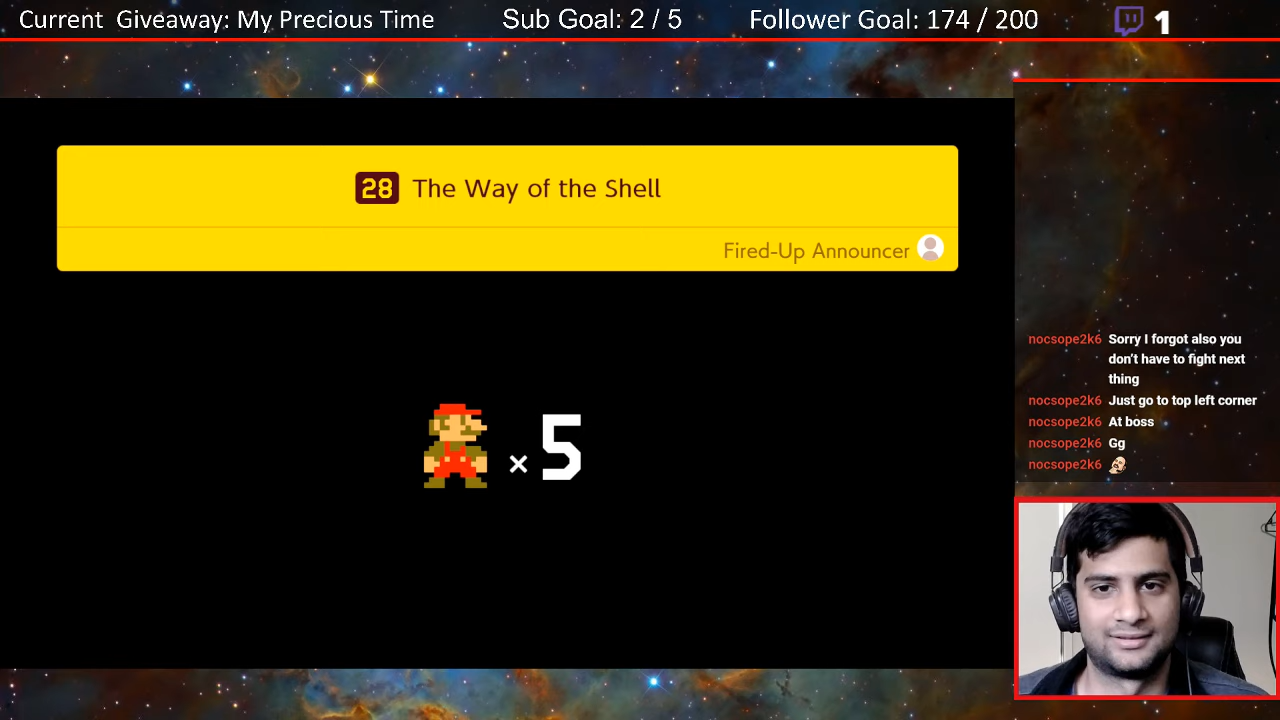 Current  Giveaway: My Precious Time
Sub Goal: 2 / 5
Follower Goal: 174 / 200
1
28 The Way of the Shell
Fired-Up Announcer
× 5
nocsope2k6 Sorry I forgot also you
don't have to fight next
thing
nocsope2k6 Just go to top left corner
nocsope2k6 At boss
nocsope2k6 Gg
nocsope2k6